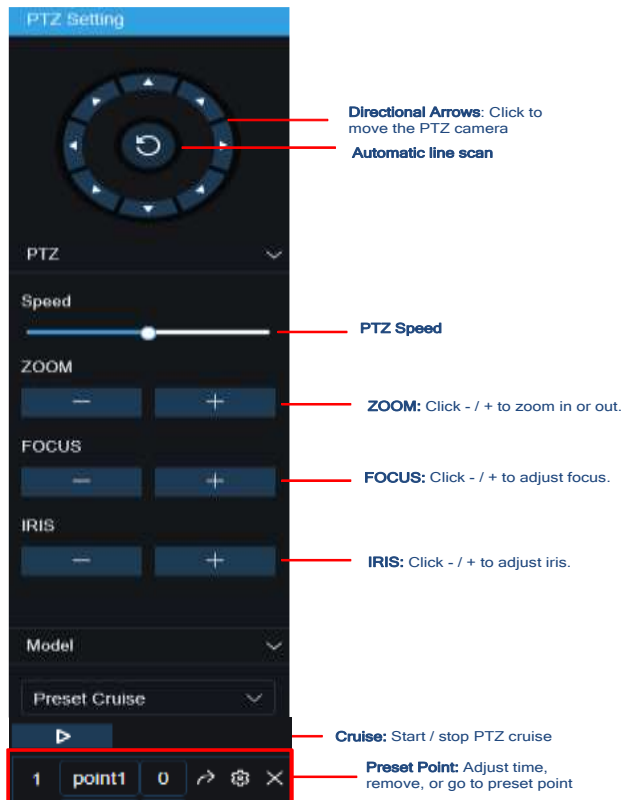 PTZ Setting
Directional Arrows: Click to
move the PTZ camera
Automatic line scan
PTZ
Speed
PTZ Speed
ZOOM
— +
ZOOM: Click - / + to zoom in or out.
FOCUS
— +
FOCUS: Click - / + to adjust focus.
IRIS
— +
IRIS: Click - / + to adjust iris.
Model
Preset Cruise
Cruise: Start / stop PTZ cruise
1 point1 0
Preset Point: Adjust time,
remove, or go to preset point